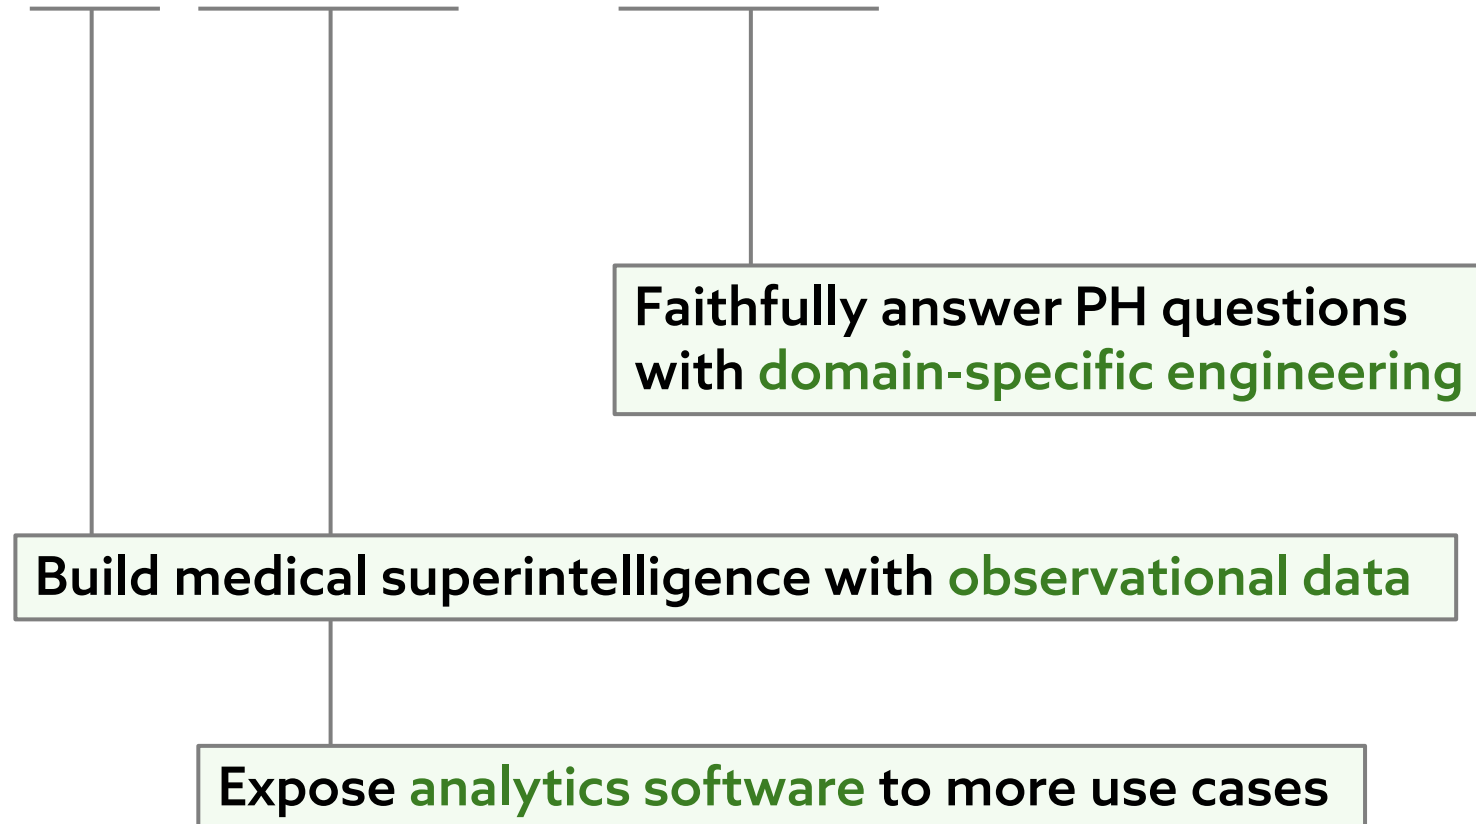 Faithfully answer PH questions
with domain-specific engineering
Build medical superintelligence with observational data
Expose analytics software to more use cases